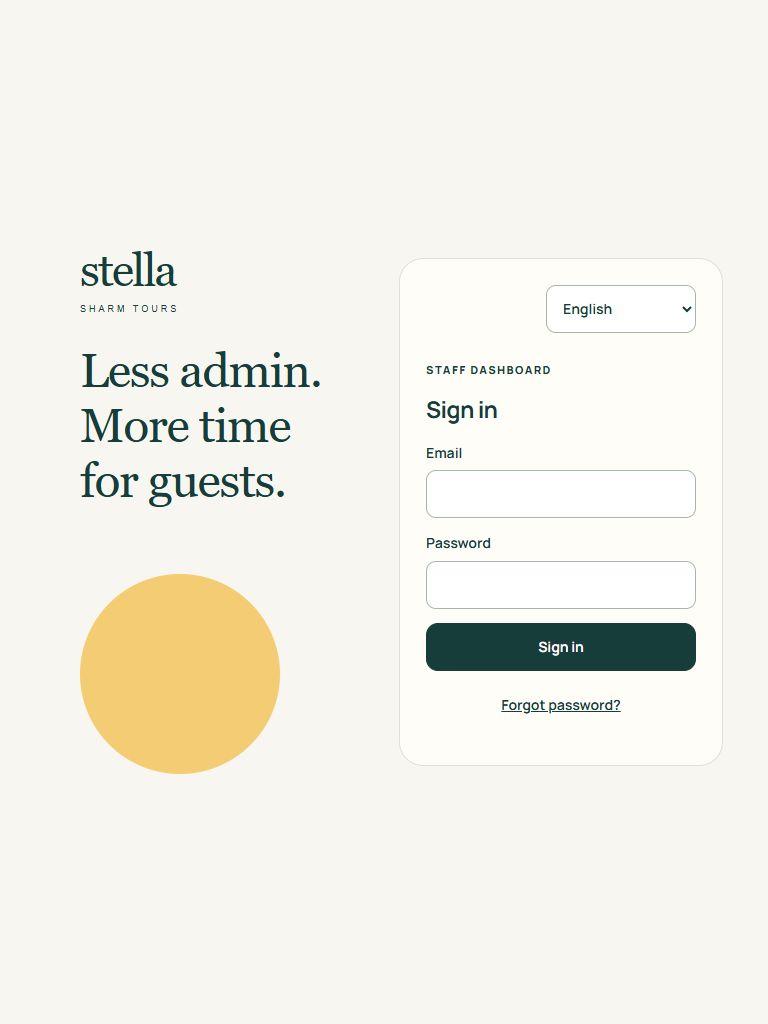 stella
SHARM TOURS
Less admin.
More time
for guests.
English
STAFF DASHBOARD
Sign in
Email
Password
Sign in
Forgot password?